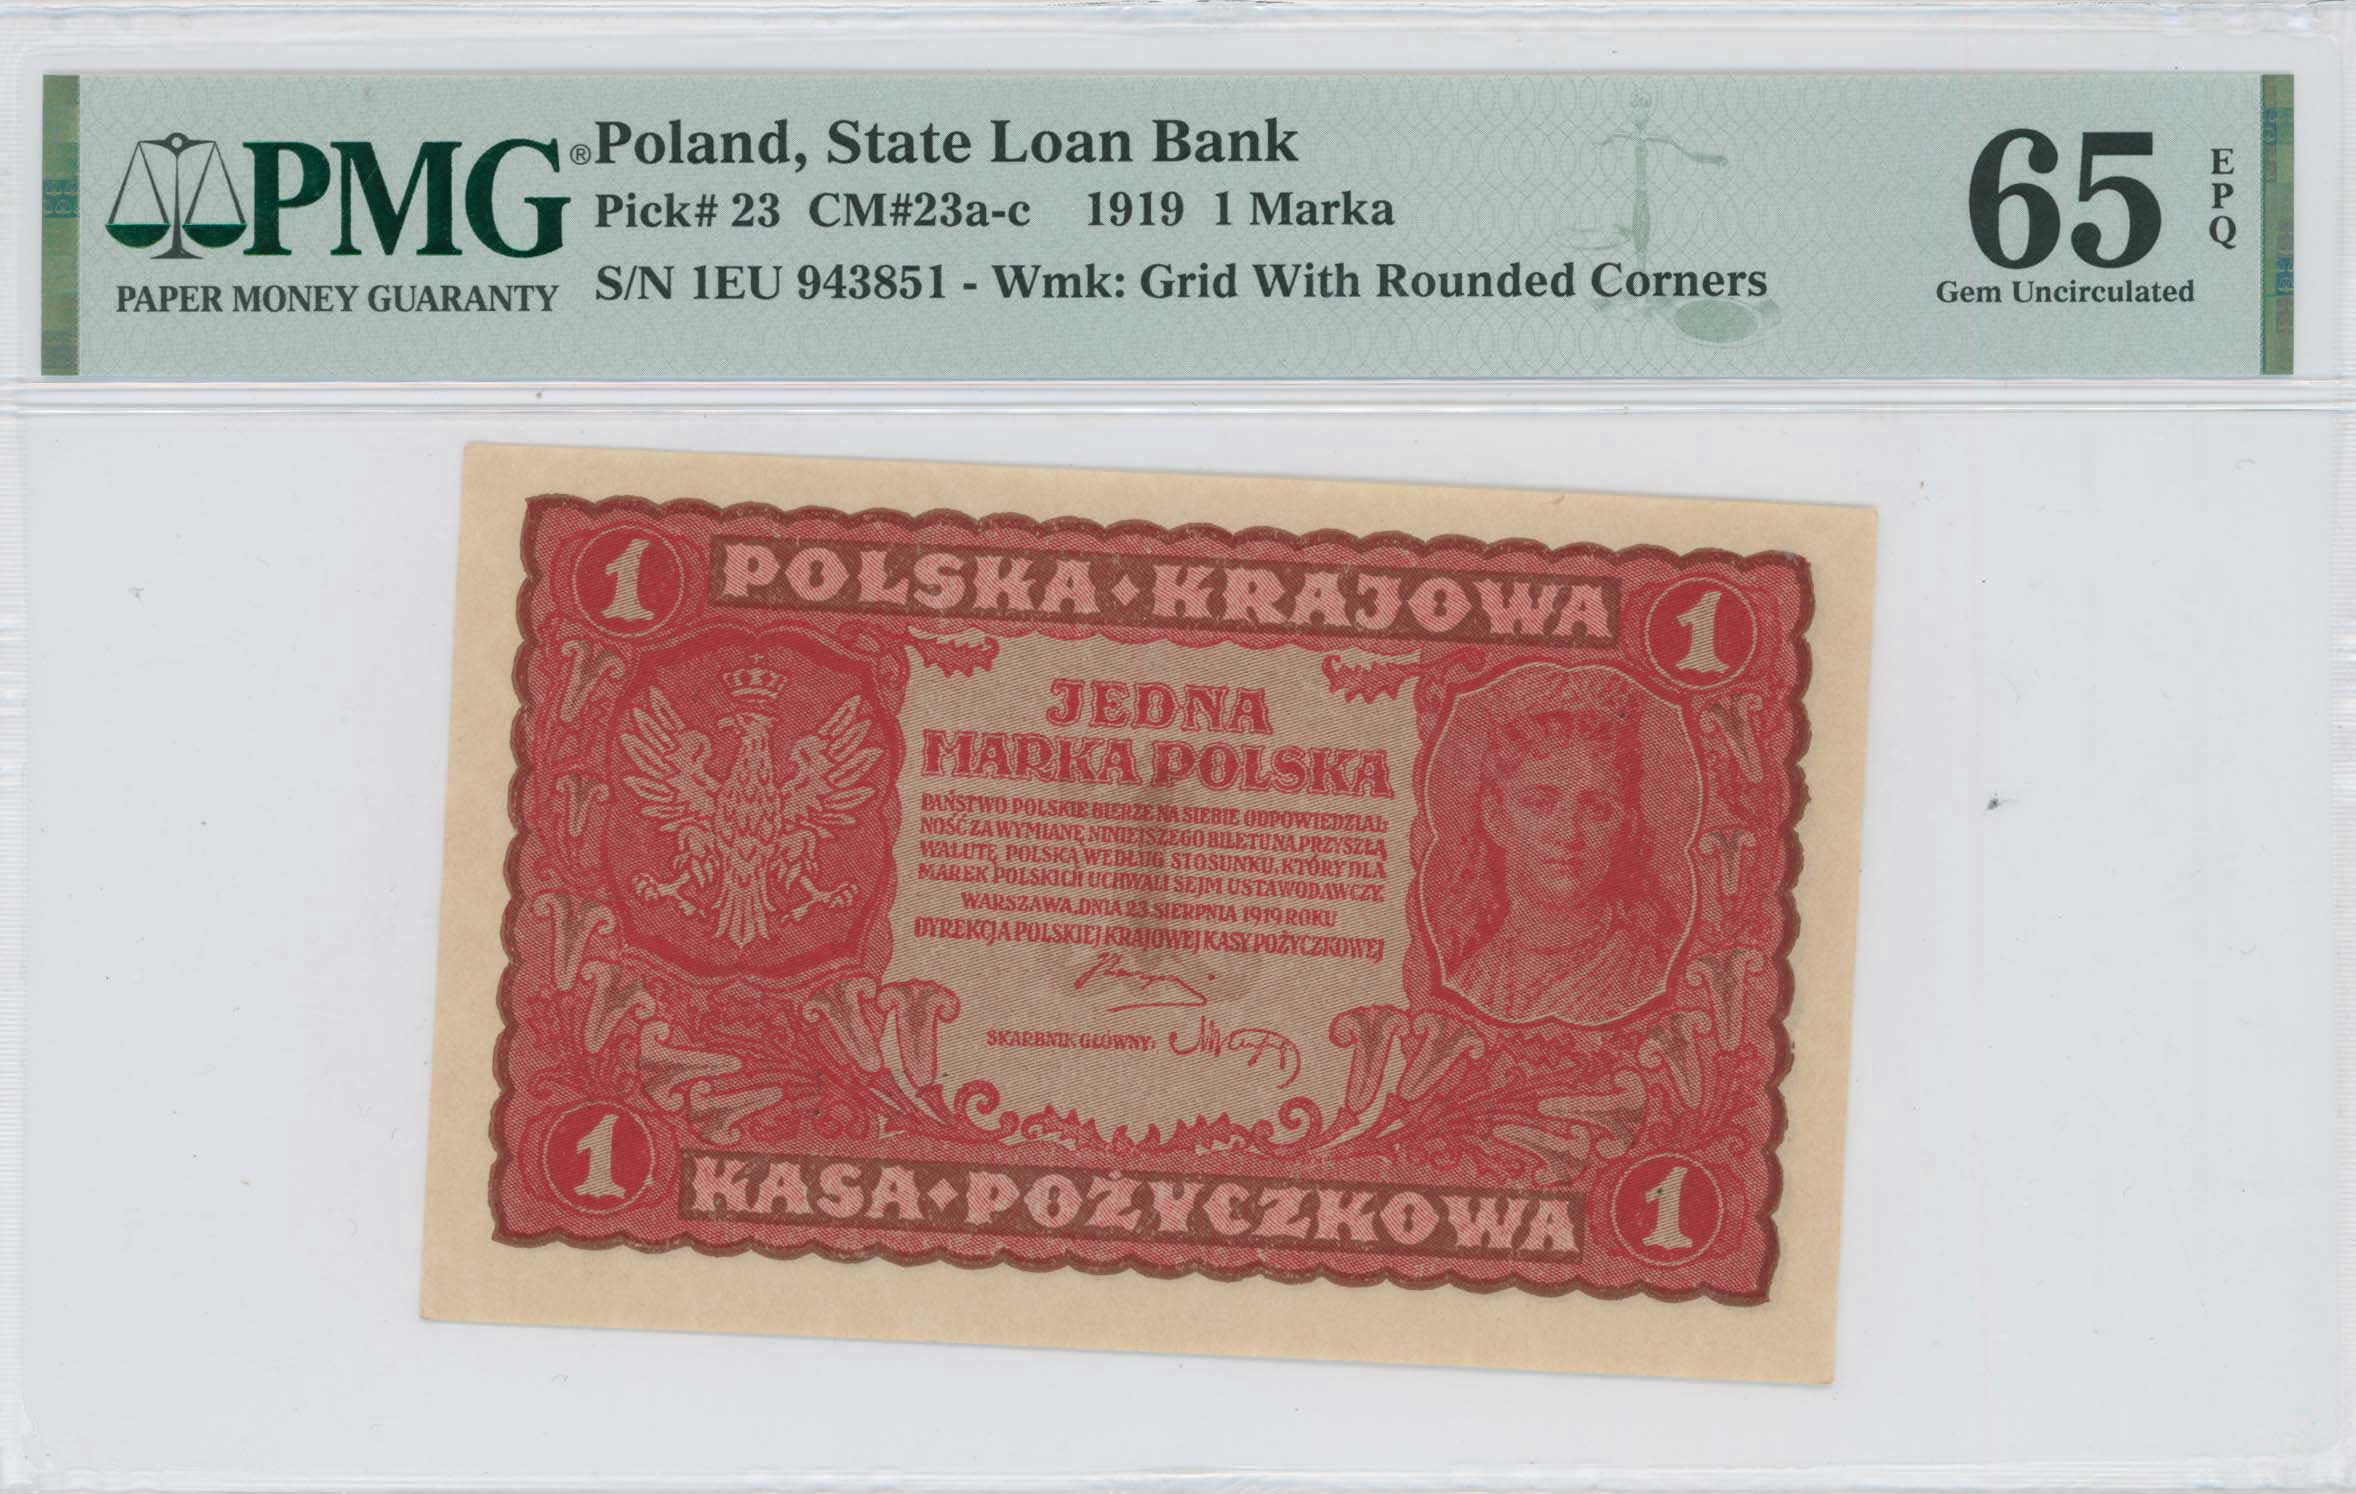 PMG®
PAPER MONEY GUARANTY
Poland, State Loan Bank
Pick# 23 CM#23a-c 1919 1 Marka
S/N 1EU 943851 - Wmk: Grid With Rounded Corners
65
EPQ
Gem Uncirculated
1 POLSKA·KRAJOWA 1
JEDNA
MARKA POLSKA
PAŃSTWO POLSKIE BIERZE NA SIEBIE ODPOWIEDZIAL-
NOŚĆ ZA WYMIANĘ NINIEJSZEGO BILETU NA PRZYSZŁĄ
WALUTĘ POLSKĄ WEDŁUG STOSUNKU, KTÓRY DLA
MAREK POLSKICH UCHWALI SEJM USTAWODAWCZY.
WARSZAWA, DNIA 23 SIERPNIA 1919 ROKU
DYREKCJA POLSKIEJ KRAJOWEJ KASY POŻYCZKOWEJ
SKARBNIK GŁÓWNY:
1 KASA·POŻYCZKOWA 1